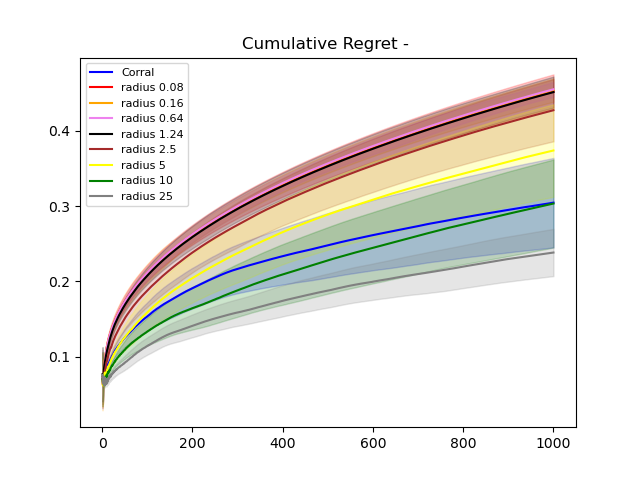 Cumulative Regret -
Corral
radius 0.08
radius 0.16
radius 0.64
radius 1.24
radius 2.5
radius 5
radius 10
radius 25
0.4
0.3
0.2
0.1
0 200 400 600 800 1000